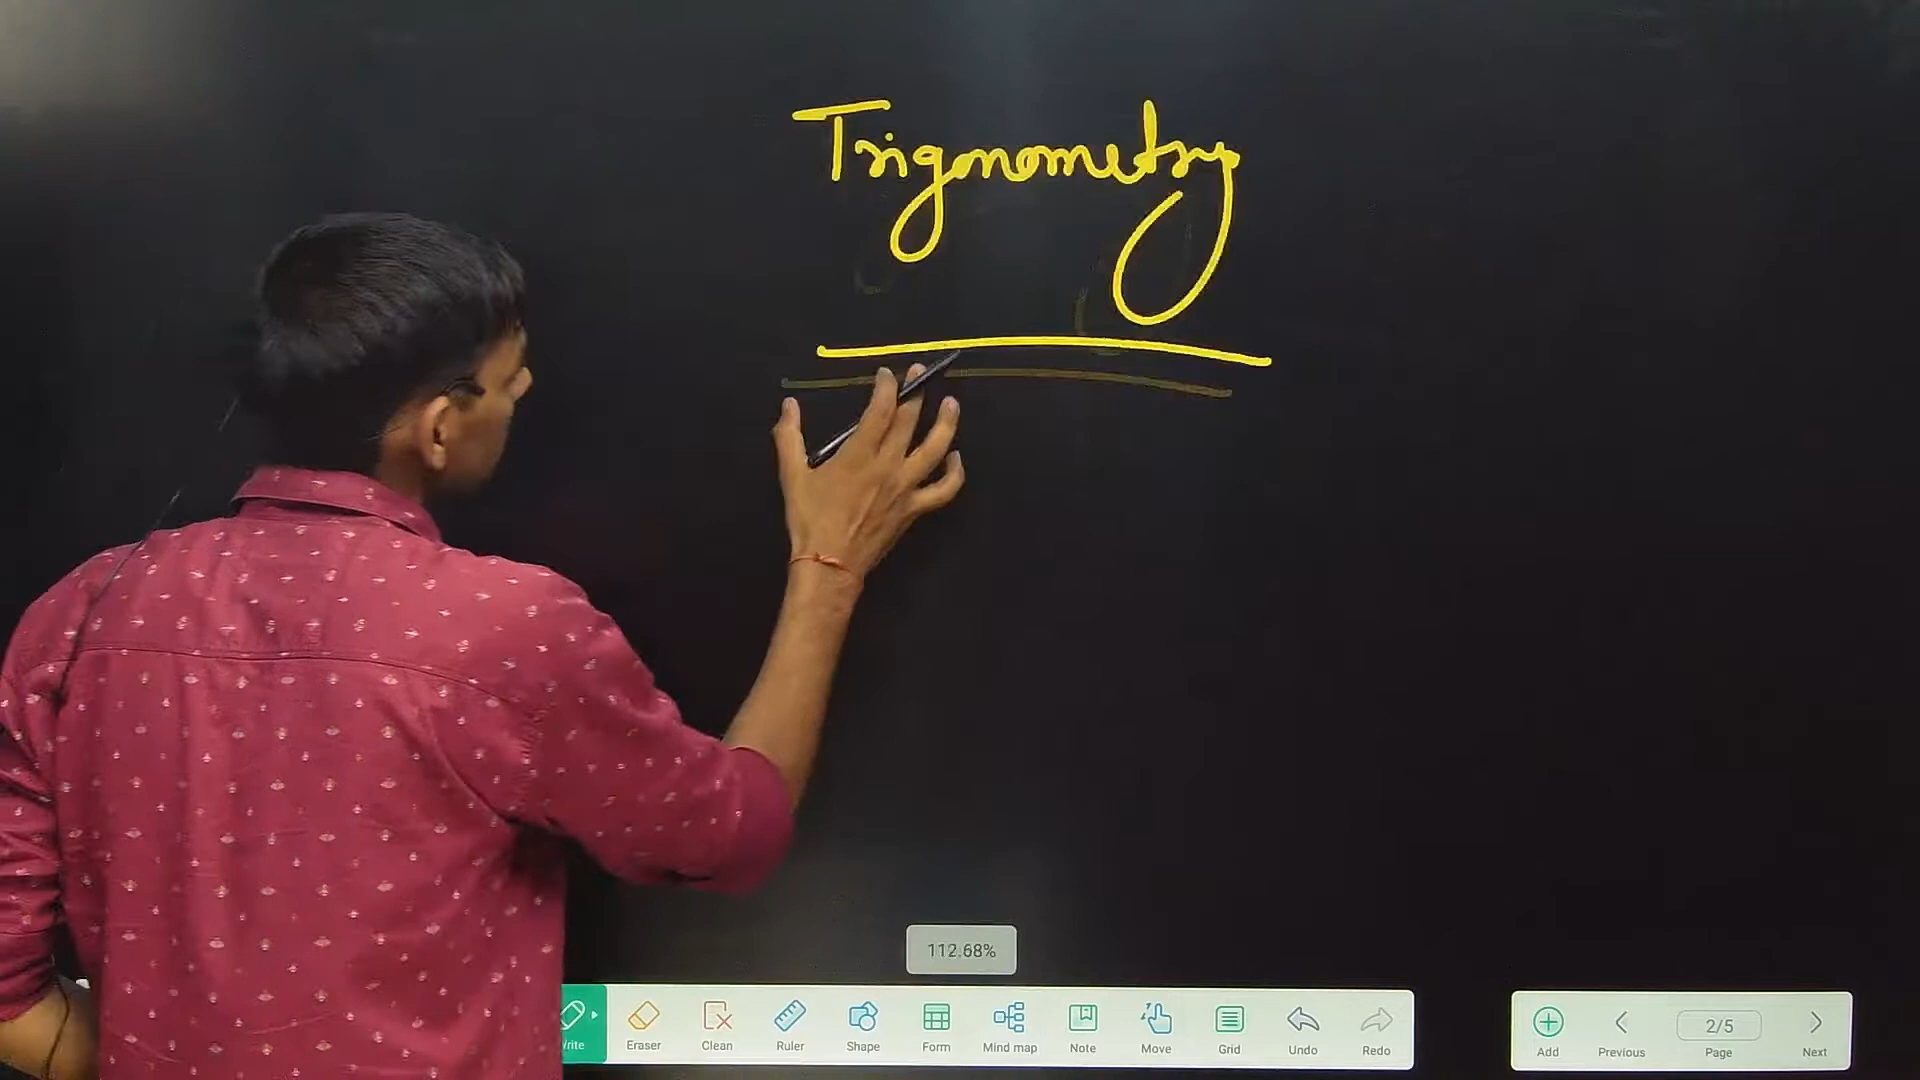 Trigonometry
112.68%
Write Eraser Clean Ruler Shape Form Mind map Note Move Grid Undo Redo
Add Previous 2/5 Page Next